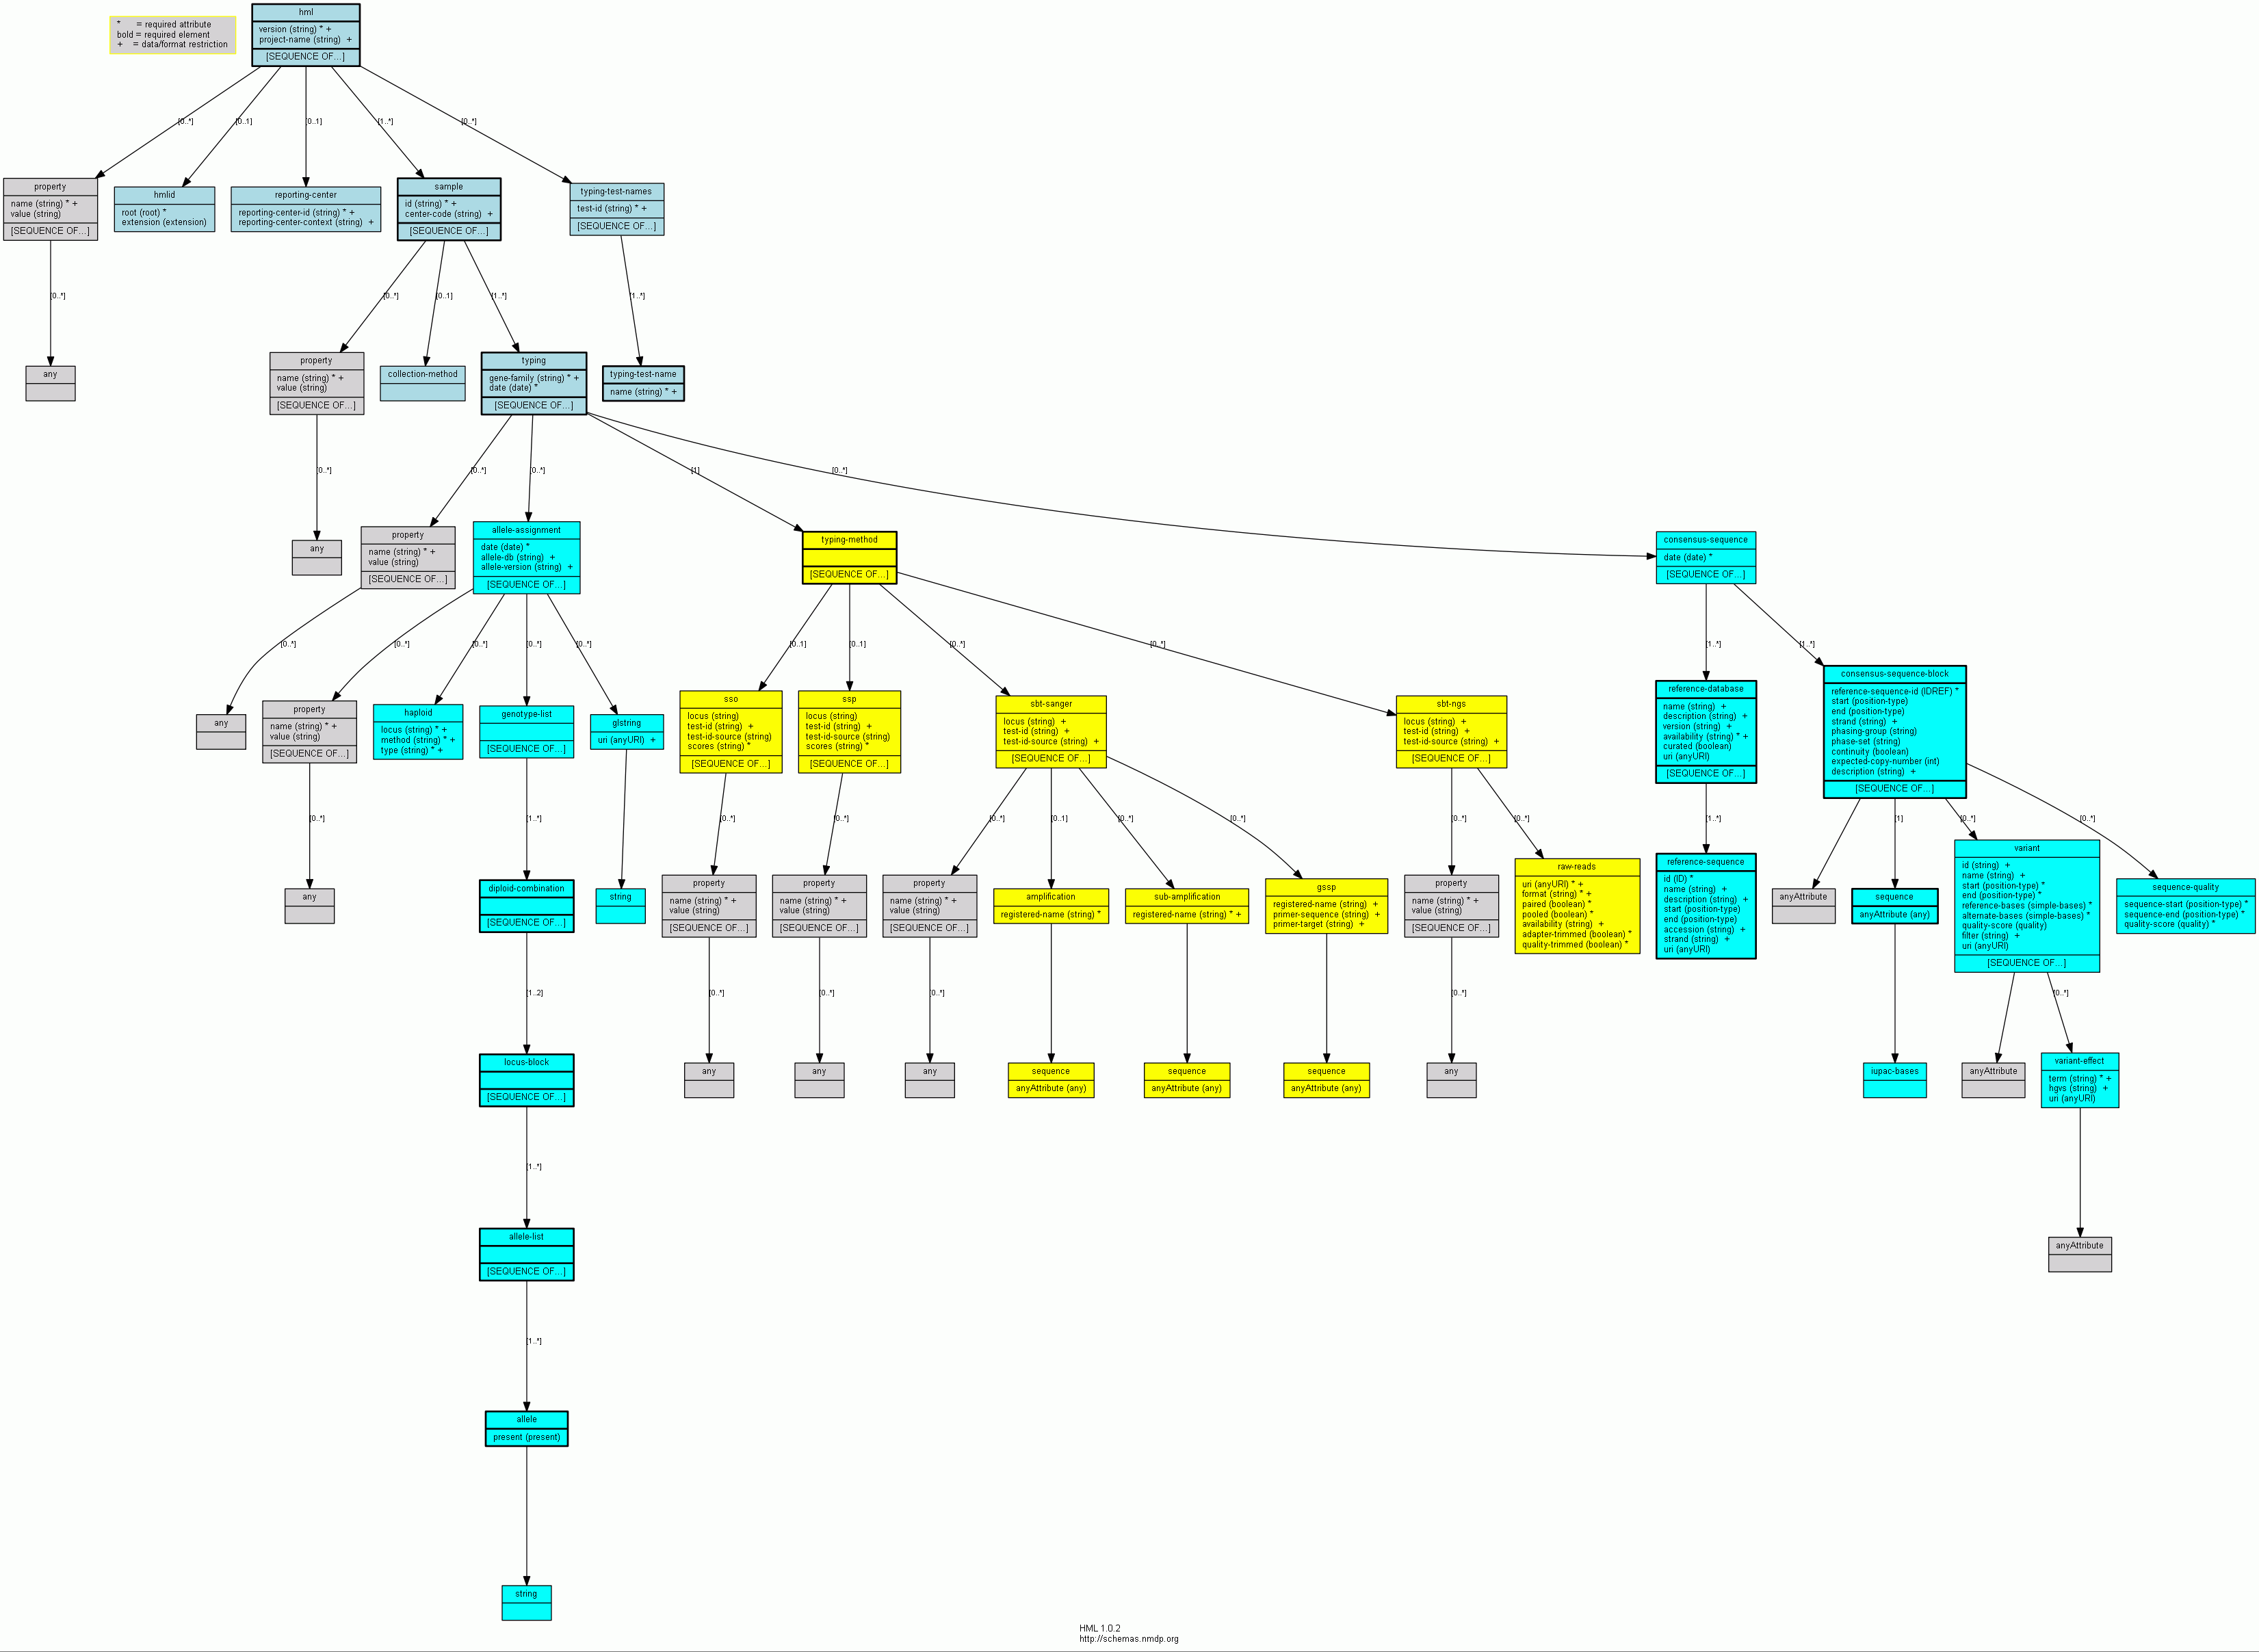 * = required attribute
bold = required element
+ = data/format restriction
hml
version (string) * +
project-name (string) +
[SEQUENCE OF...]
[0..*]
[0..1]
[0..1]
[1..*]
[0..*]
property
name (string) * +
value (string)
[SEQUENCE OF...]
hmlid
root (root) *
extension (extension)
reporting-center
reporting-center-id (string) * +
reporting-center-context (string) +
sample
id (string) * +
center-code (string) +
[SEQUENCE OF...]
typing-test-names
test-id (string) * +
[SEQUENCE OF...]
[0..*]
[0..*]
[0..1]
[1..*]
[1..*]
any
property
name (string) * +
value (string)
[SEQUENCE OF...]
collection-method
typing
gene-family (string) * +
date (date) *
[SEQUENCE OF...]
typing-test-name
name (string) * +
[0..*]
[0..*]
[0..*]
[1]
[0..*]
any
property
name (string) * +
value (string)
[SEQUENCE OF...]
allele-assignment
date (date) *
allele-db (string) +
allele-version (string) +
[SEQUENCE OF...]
typing-method
[SEQUENCE OF...]
consensus-sequence
date (date) *
[SEQUENCE OF...]
[0..*]
[0..*]
[0..*]
[0..*]
[0..*]
[0..1]
[0..1]
[0..*]
[0..*]
[1..*]
[1..*]
any
property
name (string) * +
value (string)
[SEQUENCE OF...]
haploid
locus (string) * +
method (string) * +
type (string) * +
genotype-list
[SEQUENCE OF...]
glstring
uri (anyURI) +
sso
locus (string)
test-id (string) +
test-id-source (string)
scores (string) *
[SEQUENCE OF...]
ssp
locus (string)
test-id (string) +
test-id-source (string)
scores (string) *
[SEQUENCE OF...]
sbt-sanger
locus (string) +
test-id (string) +
test-id-source (string) +
[SEQUENCE OF...]
sbt-ngs
locus (string) +
test-id (string) +
test-id-source (string) +
[SEQUENCE OF...]
reference-database
name (string) +
description (string) +
version (string) +
availability (string) * +
curated (boolean)
uri (anyURI)
[SEQUENCE OF...]
consensus-sequence-block
reference-sequence-id (IDREF) *
start (position-type)
end (position-type)
strand (string) +
phasing-group (string)
phase-set (string)
continuity (boolean)
expected-copy-number (int)
description (string) +
[SEQUENCE OF...]
[0..*]
[1..*]
[0..*]
[0..*]
[0..*]
[0..1]
[0..*]
[0..*]
[0..*]
[0..*]
[1..*]
[1]
[0..*]
[0..*]
any
diploid-combination
[SEQUENCE OF...]
string
property
name (string) * +
value (string)
[SEQUENCE OF...]
property
name (string) * +
value (string)
[SEQUENCE OF...]
property
name (string) * +
value (string)
[SEQUENCE OF...]
amplification
registered-name (string) *
sub-amplification
registered-name (string) * +
gssp
registered-name (string) +
primer-sequence (string) +
primer-target (string) +
property
name (string) * +
value (string)
[SEQUENCE OF...]
raw-reads
uri (anyURI) * +
format (string) * +
paired (boolean) *
pooled (boolean) *
availability (string) +
adapter-trimmed (boolean) *
quality-trimmed (boolean) *
reference-sequence
id (ID) *
name (string) +
description (string) +
start (position-type)
end (position-type)
accession (string) +
strand (string) +
uri (anyURI)
anyAttribute
sequence
anyAttribute (any)
variant
id (string) +
name (string) +
start (position-type) *
end (position-type) *
reference-bases (simple-bases) *
alternate-bases (simple-bases) *
quality-score (quality)
filter (string) +
uri (anyURI)
[SEQUENCE OF...]
sequence-quality
sequence-start (position-type) *
sequence-end (position-type) *
quality-score (quality) *
[1..2]
[0..*]
[0..*]
[0..*]
[0..*]
[0..*]
locus-block
[SEQUENCE OF...]
any
any
any
sequence
anyAttribute (any)
sequence
anyAttribute (any)
sequence
anyAttribute (any)
any
iupac-bases
anyAttribute
variant-effect
term (string) * +
hgvs (string) +
uri (anyURI)
[1..*]
allele-list
[SEQUENCE OF...]
anyAttribute
[1..*]
allele
present (present)
string
HML 1.0.2
http://schemas.nmdp.org